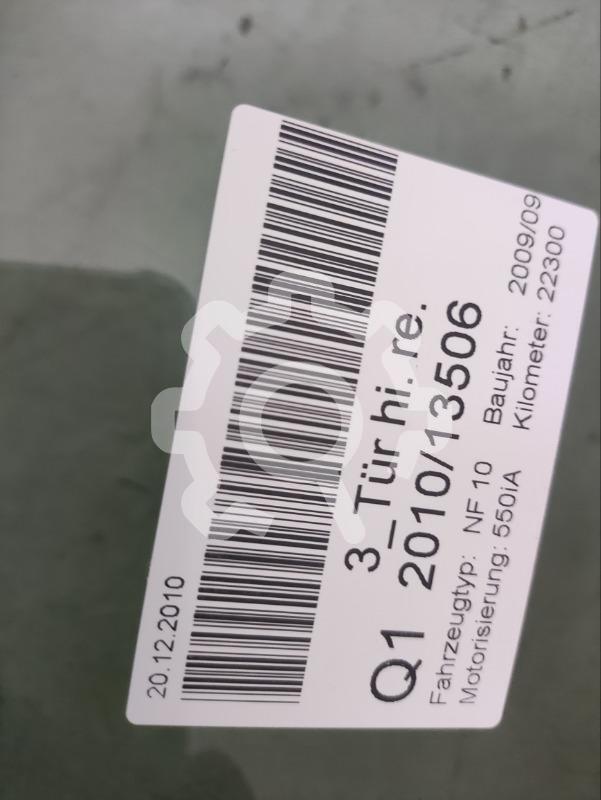 20.12.2010
3_Tür hi. re.
Q1 2010/13506
Fahrzeugtyp: NF 10 Baujahr: 2009/09
Motorisierung: 550iA Kilometer: 22300